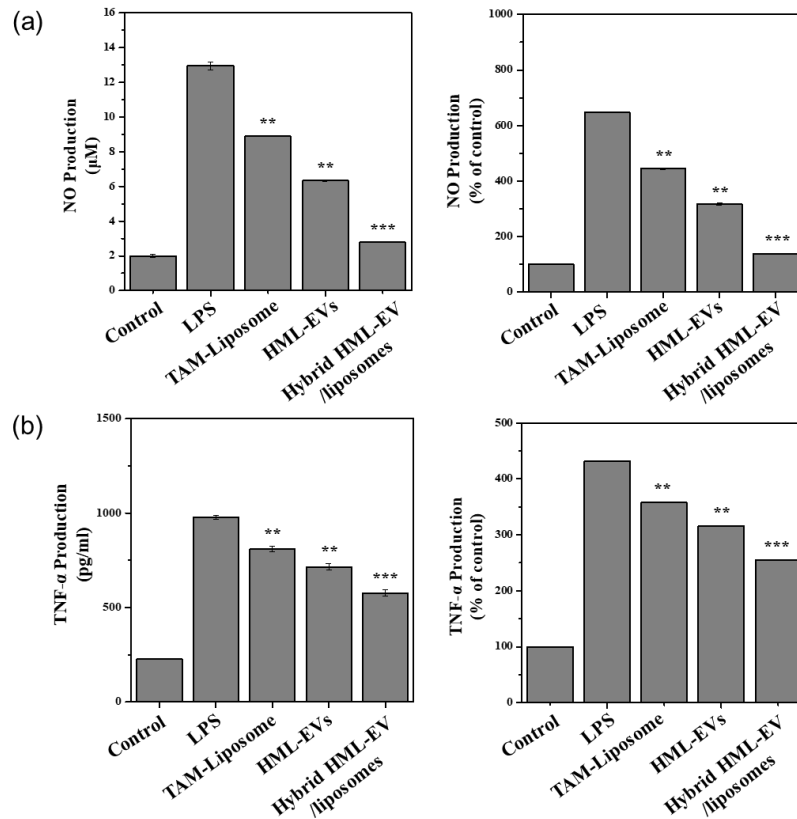 (a)
NO Production
(μM)
16
14
12
10
8
6
4
2
0
**
**
***
Control
LPS
TAM-Liposome
HML-EVs
Hybrid HML-EV
/liposomes
NO Production
(% of control)
1000
800
600
400
200
0
**
**
***
Control
LPS
TAM-Liposome
HML-EVs
Hybrid HML-EV
/liposomes
(b)
TNF-α Production
(pg/ml)
1500
1000
500
0
**
**
***
Control
LPS
TAM-Liposome
HML-EVs
Hybrid HML-EV
/liposomes
TNF-α Production
(% of control)
500
400
300
200
100
0
**
**
***
Control
LPS
TAM-Liposome
HML-EVs
Hybrid HML-EV
/liposomes